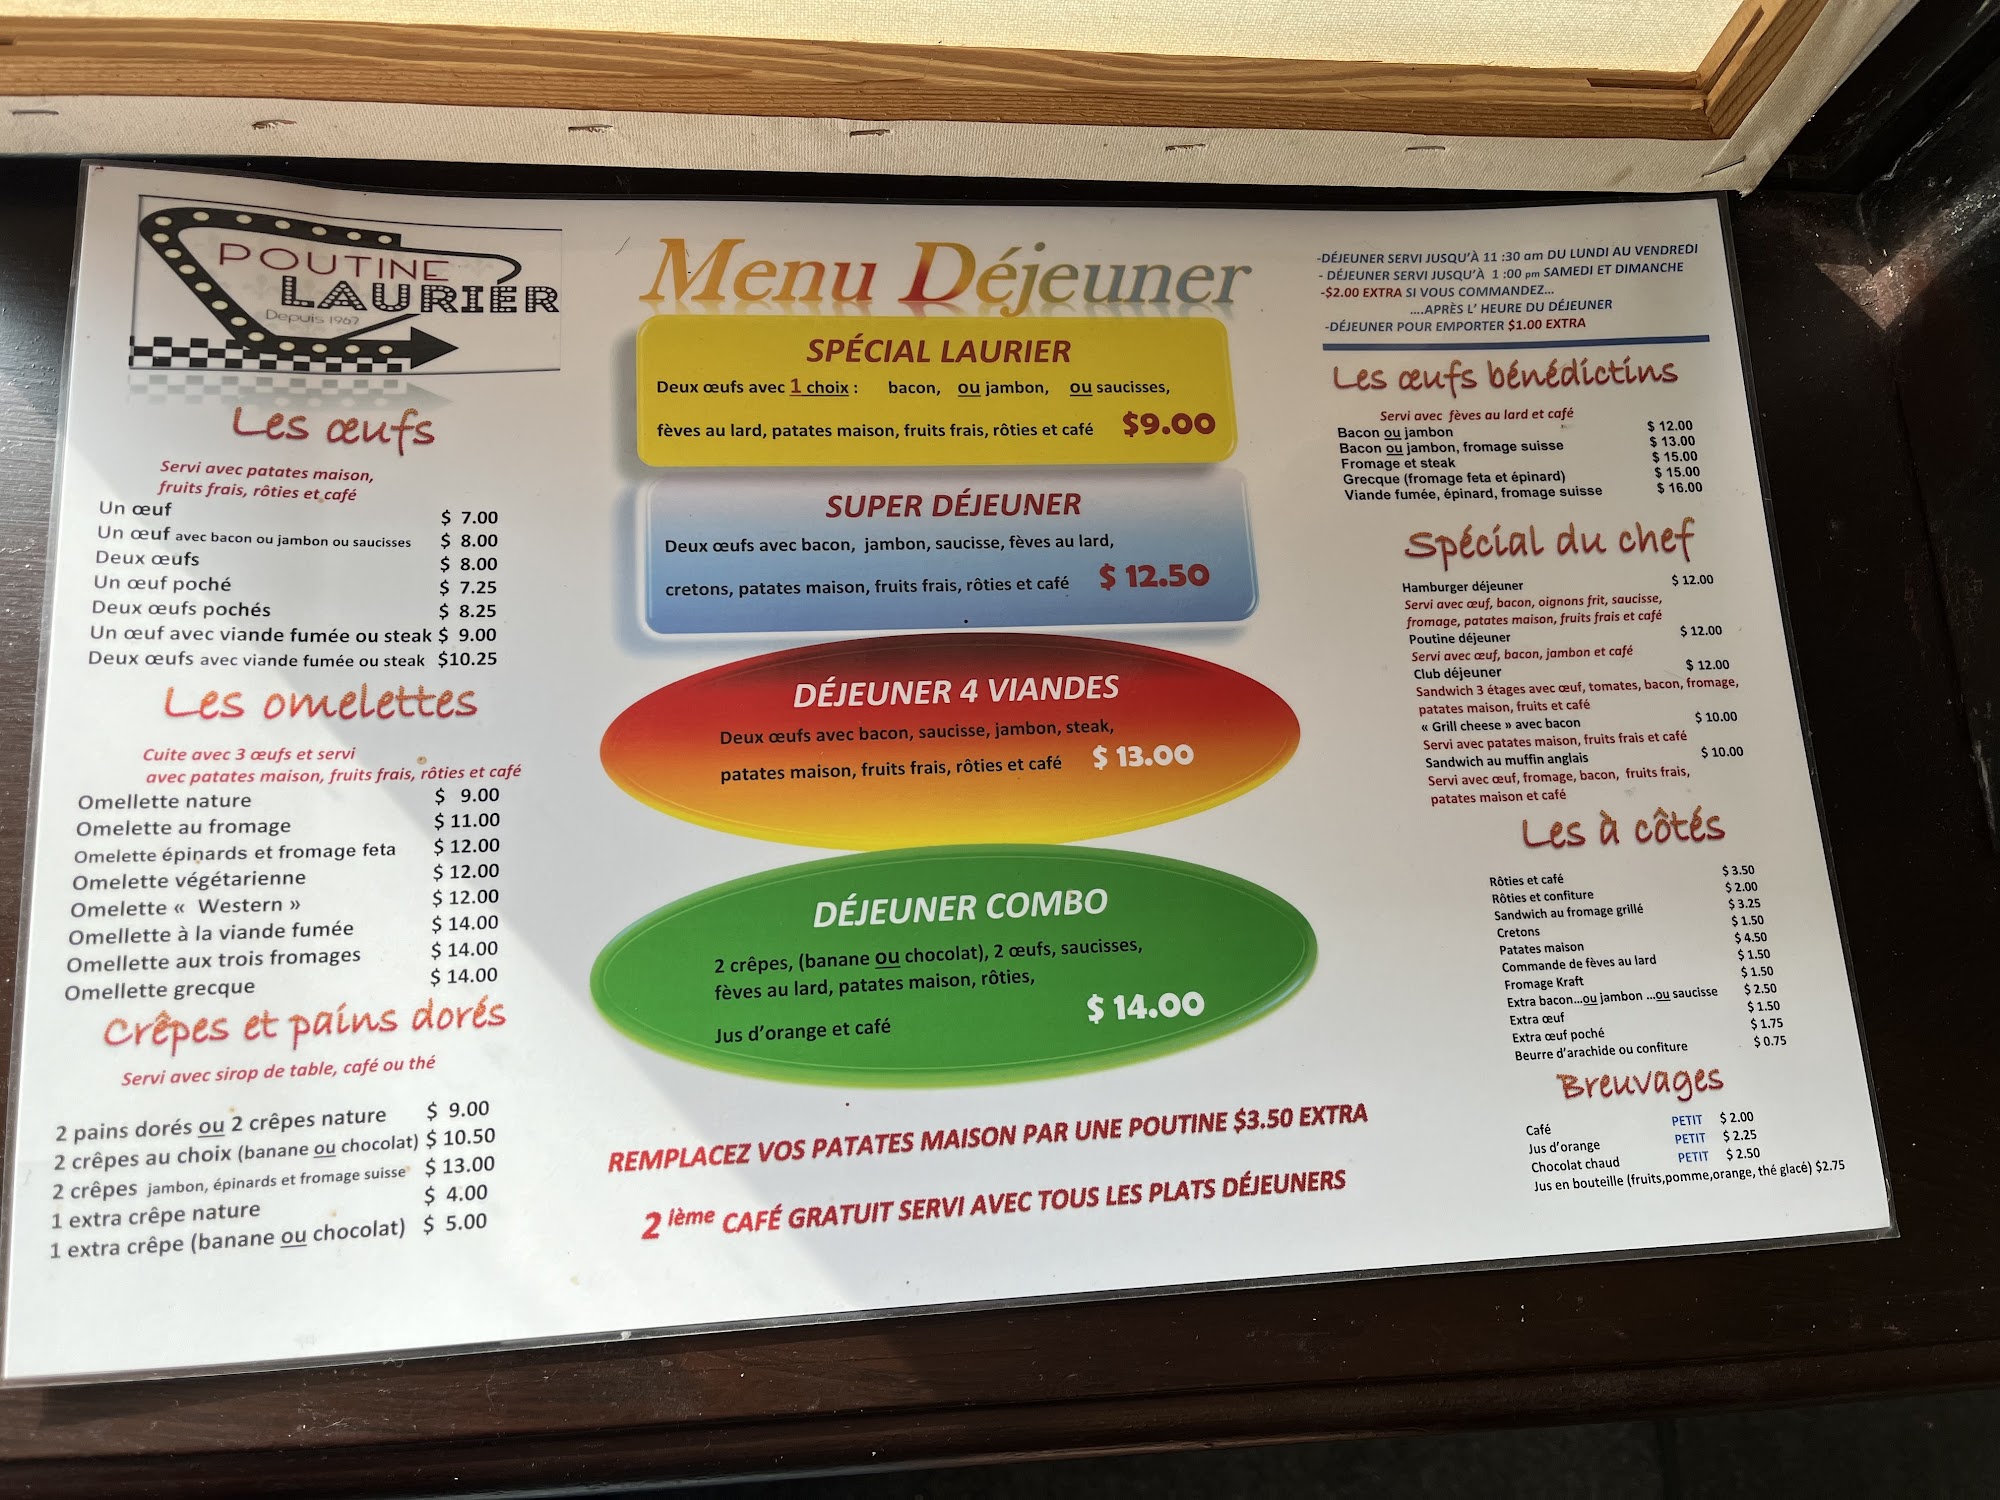 POUTINE
LAURIER
Depuis 1967
Les œufs
Servi avec patates maison,
fruits frais, rôties et café
Un œuf $ 7.00
Un œuf avec bacon ou jambon ou saucisses $ 8.00
Deux œufs $ 8.00
Un œuf poché $ 7.25
Deux œufs pochés $ 8.25
Un œuf avec viande fumée ou steak $ 9.00
Deux œufs avec viande fumée ou steak $10.25
Les omelettes
Cuite avec 3 œufs et servi
avec patates maison, fruits frais, rôties et café
Omellette nature $ 9.00
Omelette au fromage $ 11.00
Omelette épinards et fromage feta $ 12.00
Omelette végétarienne $ 12.00
Omelette « Western » $ 12.00
Omellette à la viande fumée $ 14.00
Omellette aux trois fromages $ 14.00
Omellette grecque $ 14.00
Crêpes et pains dorés
Servi avec sirop de table, café ou thé
2 pains dorés ou 2 crêpes nature $ 9.00
2 crêpes au choix (banane ou chocolat) $ 10.50
2 crêpes jambon, épinards et fromage suisse $ 13.00
1 extra crêpe nature $ 4.00
1 extra crêpe (banane ou chocolat) $ 5.00
Menu Déjeuner
SPÉCIAL LAURIER
Deux œufs avec 1 choix : bacon, ou jambon, ou saucisses,
fèves au lard, patates maison, fruits frais, rôties et café $9.00
SUPER DÉJEUNER
Deux œufs avec bacon, jambon, saucisse, fèves au lard,
cretons, patates maison, fruits frais, rôties et café $ 12.50
DÉJEUNER 4 VIANDES
Deux œufs avec bacon, saucisse, jambon, steak,
patates maison, fruits frais, rôties et café $ 13.00
DÉJEUNER COMBO
2 crêpes, (banane ou chocolat), 2 œufs, saucisses,
fèves au lard, patates maison, rôties,
Jus d'orange et café $ 14.00
REMPLACEZ VOS PATATES MAISON PAR UNE POUTINE $3.50 EXTRA
2 ième CAFÉ GRATUIT SERVI AVEC TOUS LES PLATS DÉJEUNERS
-DÉJEUNER SERVI JUSQU'À 11 :30 am DU LUNDI AU VENDREDI
- DÉJEUNER SERVI JUSQU'À 1 :00 pm SAMEDI ET DIMANCHE
-$2.00 EXTRA SI VOUS COMMANDEZ...
....APRÈS L' HEURE DU DÉJEUNER
-DÉJEUNER POUR EMPORTER $1.00 EXTRA
Les œufs bénédictins
Servi avec fèves au lard et café
Bacon ou jambon $ 12.00
Bacon ou jambon, fromage suisse $ 13.00
Fromage et steak $ 15.00
Grecque (fromage feta et épinard) $ 15.00
Viande fumée, épinard, fromage suisse $ 16.00
Spécial du chef
Hamburger déjeuner $ 12.00
Servi avec œuf, bacon, oignons frit, saucisse,
fromage, patates maison, fruits frais et café
Poutine déjeuner $ 12.00
Servi avec œuf, bacon, jambon et café
Club déjeuner $ 12.00
Sandwich 3 étages avec œuf, tomates, bacon, fromage,
patates maison, fruits et café
« Grill cheese » avec bacon $ 10.00
Servi avec patates maison, fruits frais et café
Sandwich au muffin anglais $ 10.00
Servi avec œuf, fromage, bacon, fruits frais,
patates maison et café
Les à côtés
Rôties et café $ 3.50
Rôties et confiture $ 2.00
Sandwich au fromage grillé $ 3.25
Cretons $ 1.50
Patates maison $ 4.50
Commande de fèves au lard $ 1.50
Fromage Kraft $ 1.50
Extra bacon...ou jambon ...ou saucisse $ 2.50
Extra œuf $ 1.50
Extra œuf poché $ 1.75
Beurre d'arachide ou confiture $ 0.75
Breuvages
Café PETIT $ 2.00
Jus d'orange PETIT $ 2.25
Chocolat chaud PETIT $ 2.50
Jus en bouteille (fruits,pomme,orange, thé glacé) $2.75